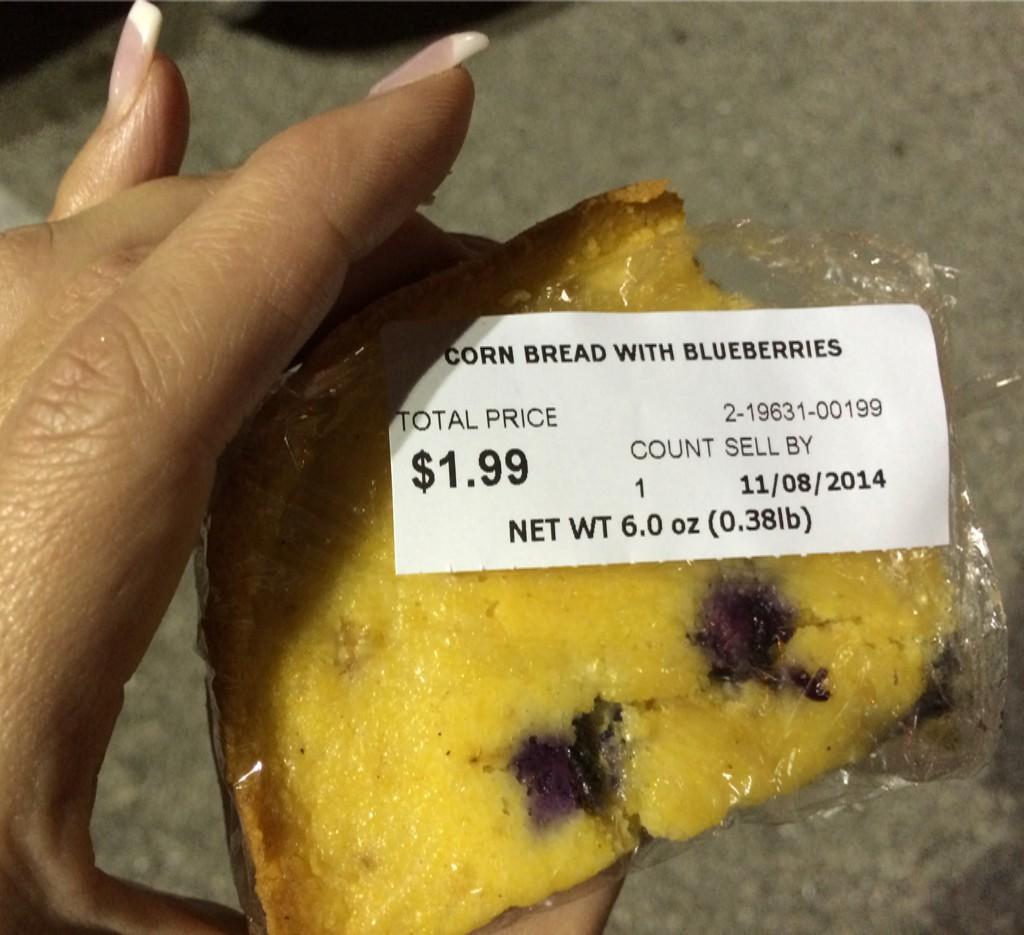 CORN BREAD WITH BLUEBERRIES
TOTAL PRICE 2-19631-00199
COUNT SELL BY
$1.99 1 11/08/2014
NET WT 6.0 oz (0.38lb)